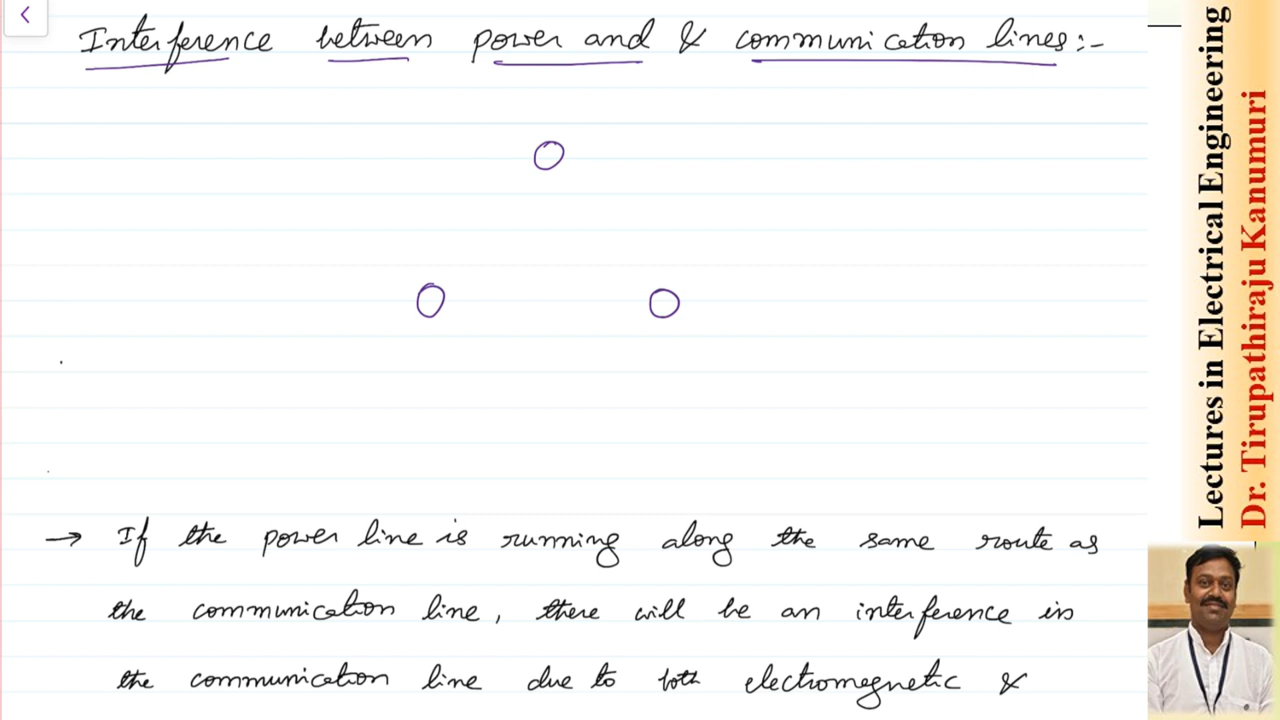 Interference between power and & communication lines:-
→ If the power line is running along the same route as
the communication line, there will be an interference in
the communication line due to both electromagnetic &
Lectures in Electrical Engineering
Dr. Tirupathiraju Kanumuri